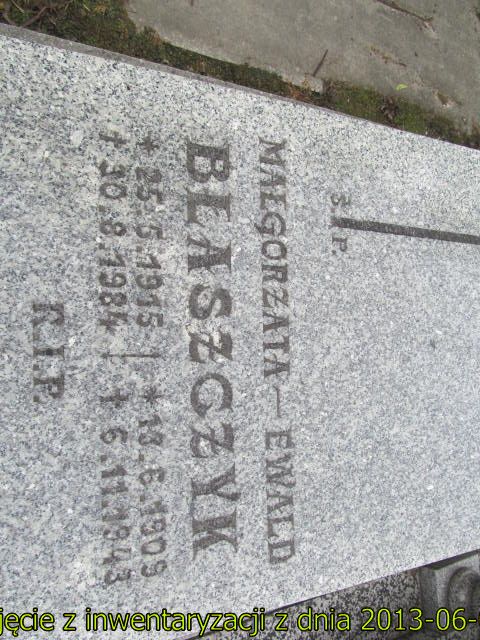 Ś.P.
MAŁGORZATA — EWALD
BŁASZCZYK
* 25.5.1915 | * 13.6.1909
† 30.8.1984 | † 6.11.1943
R.I.P.
jęcie z inwentaryzacji z dnia 2013-06-